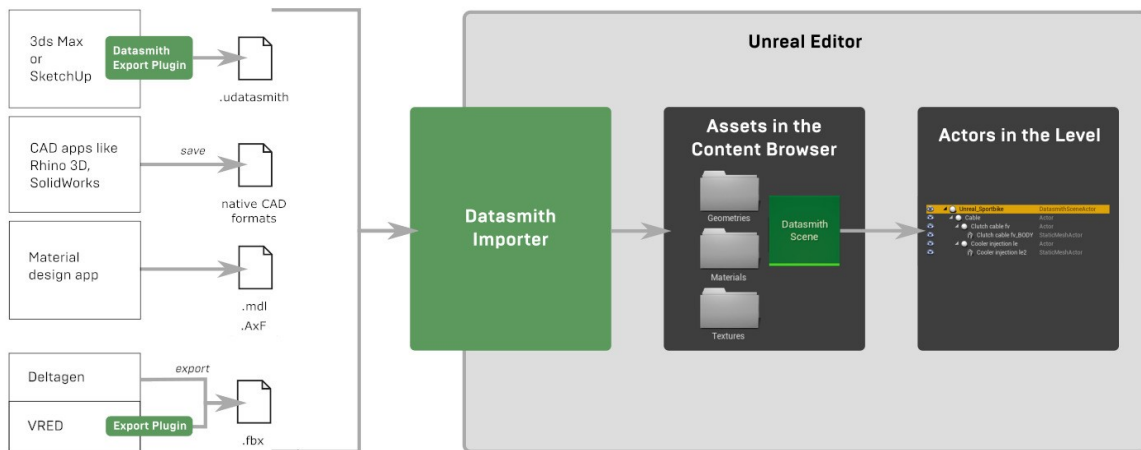 3ds Max
or
SketchUp
Datasmith
Export Plugin
.udatasmith
CAD apps like
Rhino 3D,
SolidWorks
save
native CAD
formats
Material
design app
.mdl
.AxF
Deltagen
export
VRED
Export Plugin
.fbx
Unreal Editor
Datasmith
Importer
Assets in the
Content Browser
Geometries
Materials
Textures
Datasmith
Scene
Actors in the Level
Unreal_Sportbike DatasmithSceneActor
Cable Actor
Clutch cable fv Actor
Clutch cable fv_BODY StaticMeshActor
Cooler injection le Actor
Cooler injection le2 StaticMeshActor